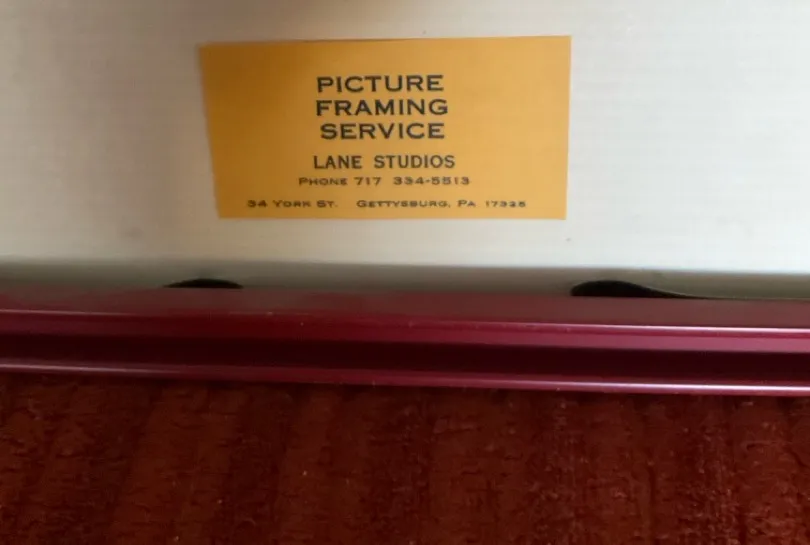 PICTURE
FRAMING
SERVICE
LANE STUDIOS
PHONE 717 334-5513
34 YORK ST. GETTYSBURG, PA 17325